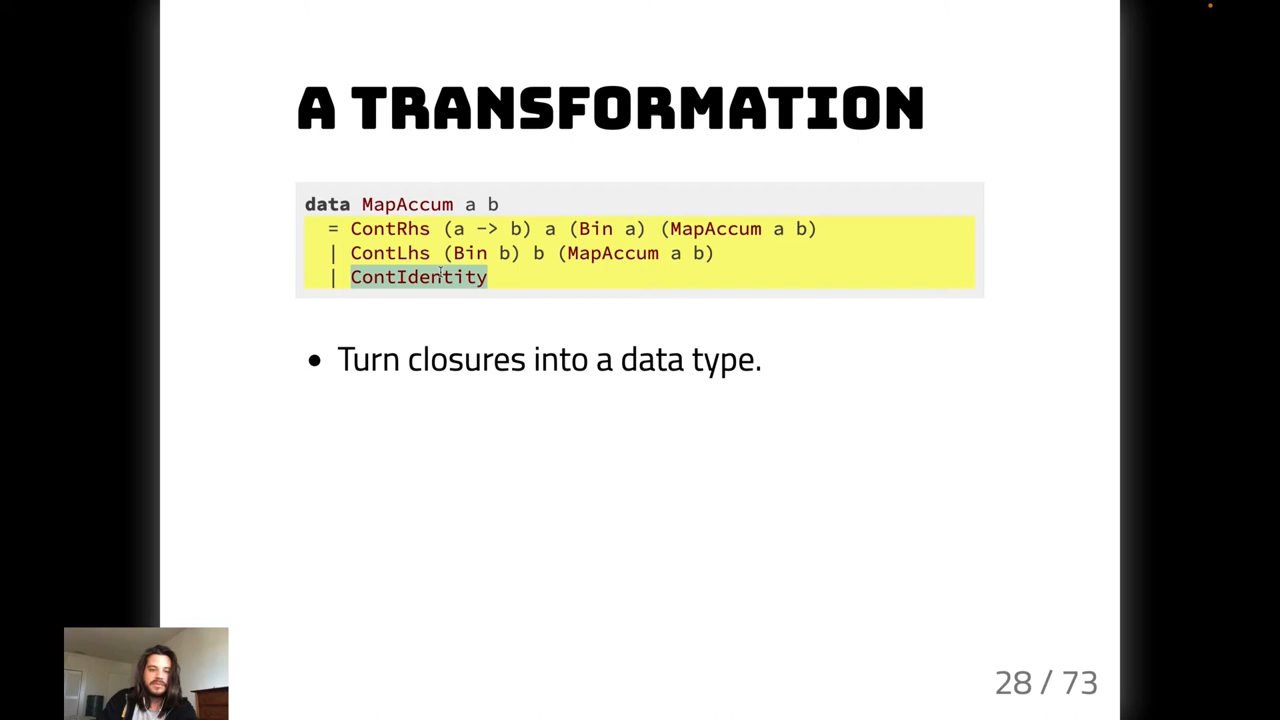 A TRANSFORMATION
data MapAccum a b
= ContRhs (a -> b) a (Bin a) (MapAccum a b)
| ContLhs (Bin b) b (MapAccum a b)
| ContIdentity
• Turn closures into a data type.
28 / 73